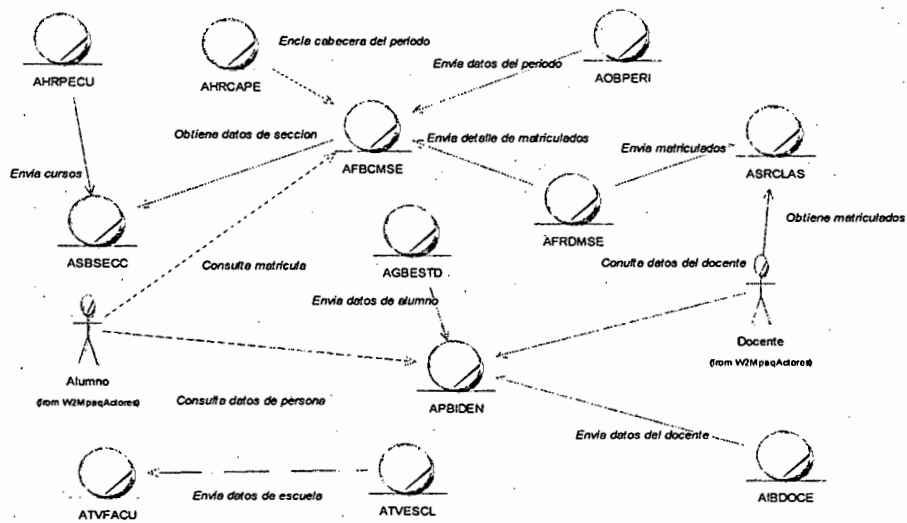 Encia cabecera del periodo
AHRPECU
AHRCAPE
Envia datos del periodo
AOBPERI
Obtiene datos de seccion
Envia detalle de matriculados
Envia matriculados
AFBCMSE
ASRCLAS
Envia cursos
AFRDMSE
Obtiene matriculados
ASBSECC
Consulta matricula
AGBESTD
Conulta datos del docente
Envia datos de alumno
Docente
(from W2MpaqActores)
Alumno
(from W2MpaqActores)
Consulta datos de persona
APBIDEN
Envia datos del docente
AIBDOCE
ATVFACU
Envia datos de escuela
ATVESCL